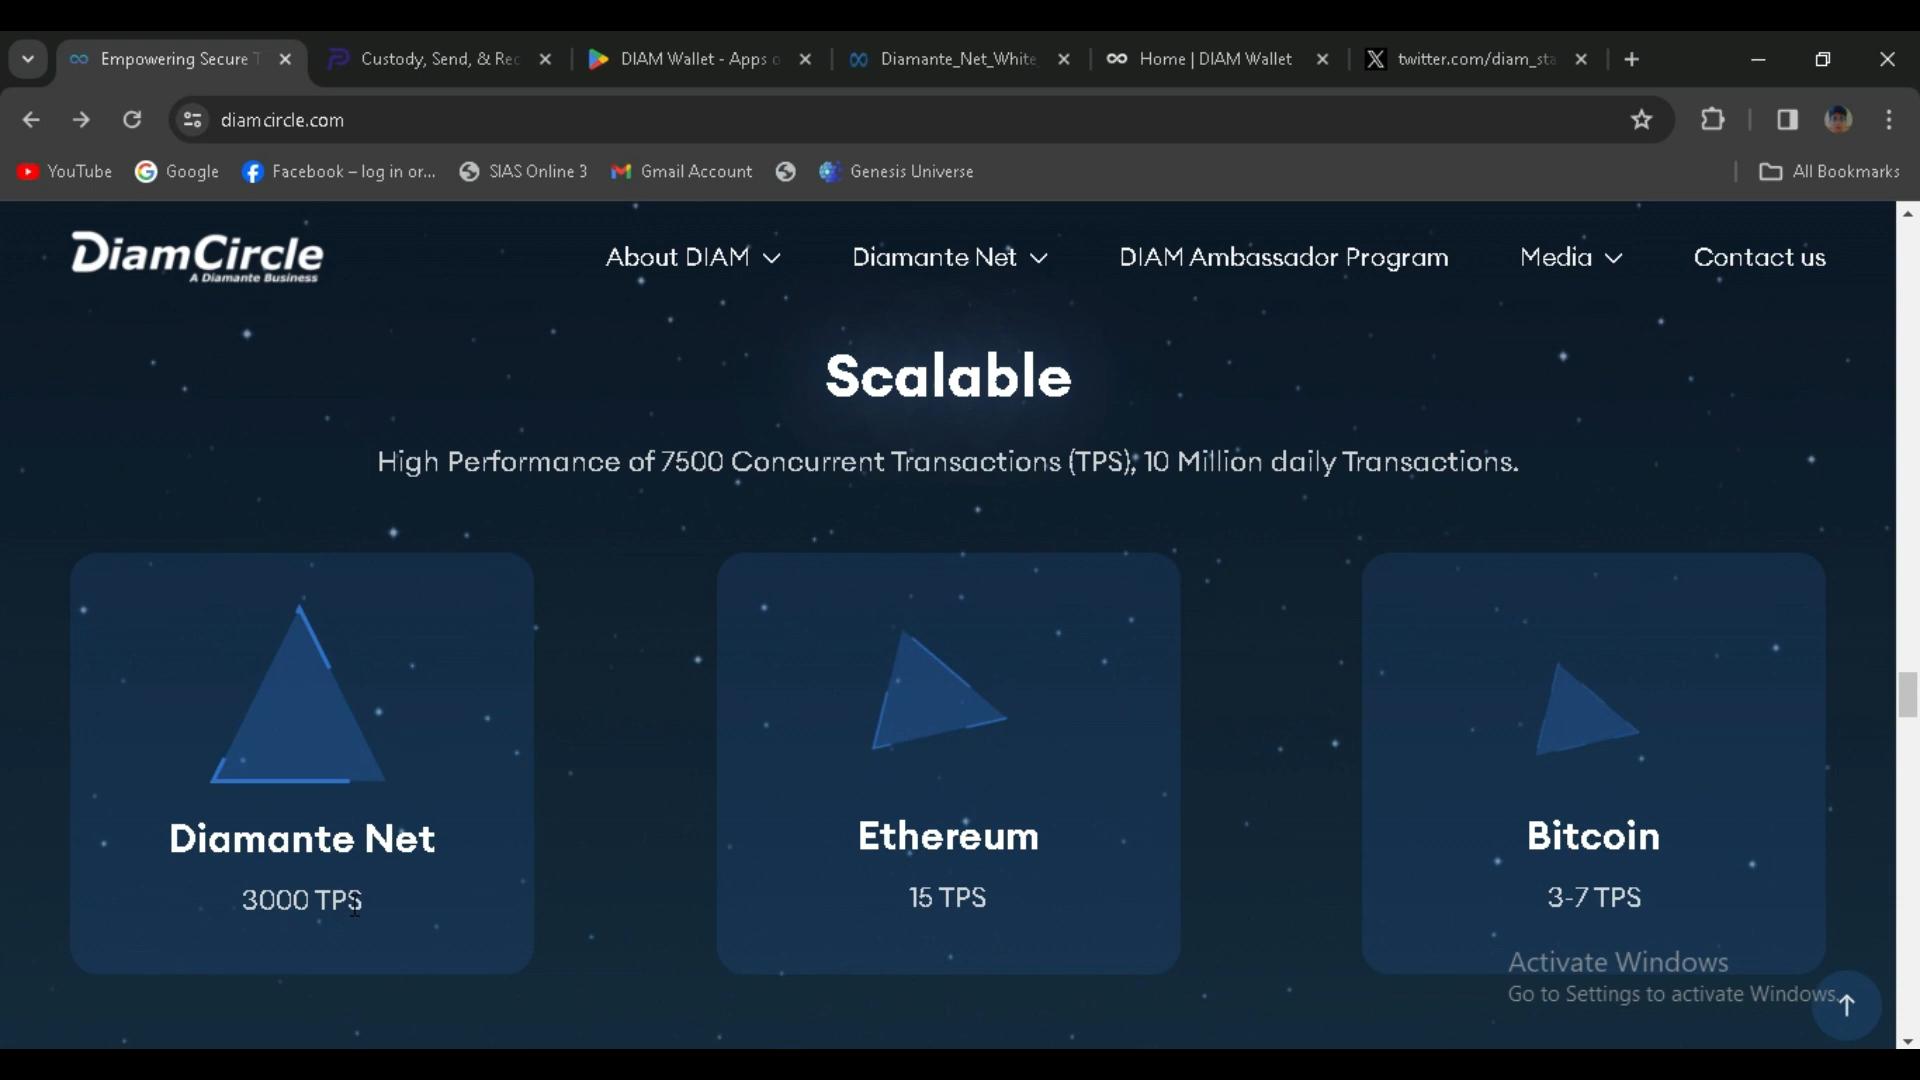 Empowering Secure T
Custody, Send, & Rec
DIAM Wallet - Apps o
Diamante_Net_White
Home | DIAM Wallet
twitter.com/diam_sta
diamcircle.com
YouTube
Google
Facebook – log in or...
SIAS Online 3
Gmail Account
Genesis Universe
All Bookmarks
DiamCircle
A Diamante Business
About DIAM
Diamante Net
DIAM Ambassador Program
Media
Contact us
Scalable
High Performance of 7500 Concurrent Transactions (TPS), 10 Million daily Transactions.
Diamante Net
3000 TPS
Ethereum
15 TPS
Bitcoin
3-7 TPS
Activate Windows
Go to Settings to activate Windows.